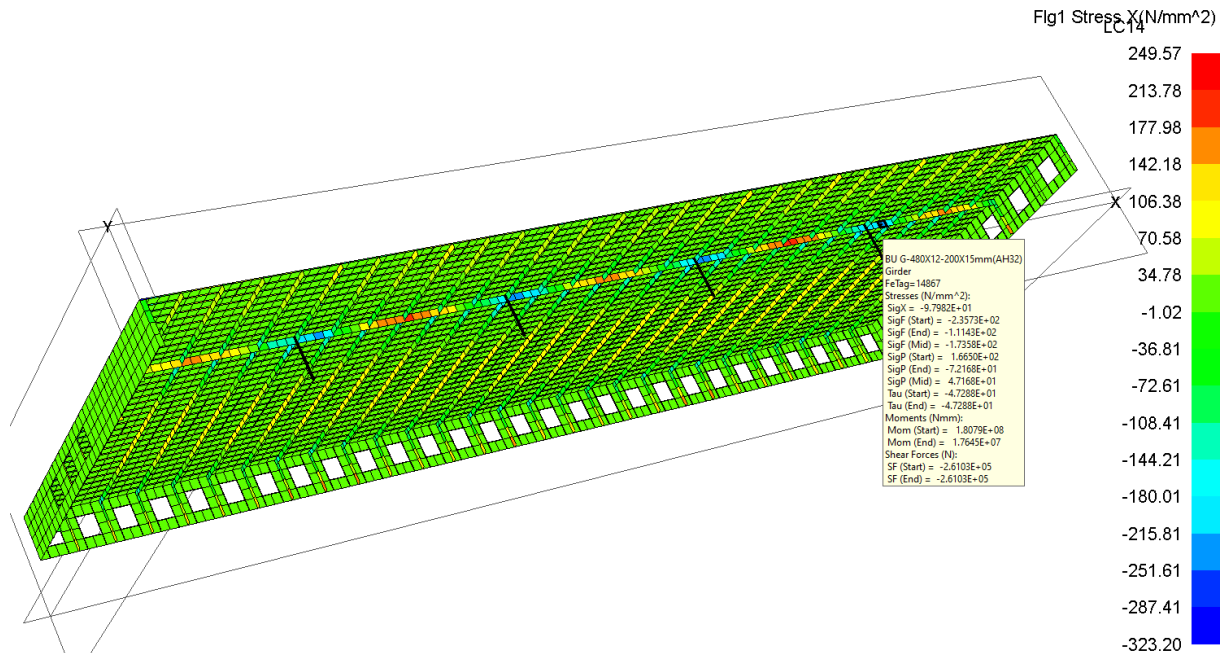 Flg1 Stress X(N/mm^2)
LC14
249.57
213.78
177.98
142.18
106.38
70.58
34.78
-1.02
-36.81
-72.61
-108.41
-144.21
-180.01
-215.81
-251.61
-287.41
-323.20
Y
X
BU G-480X12-200X15mm(AH32)
Girder
FeTag=14867
Stresses (N/mm^2):
SigX = -9.7982E+01
SigF (Start) = -2.3573E+02
SigF (End) = -1.1143E+02
SigF (Mid) = -1.7358E+02
SigP (Start) = 1.6650E+02
SigP (End) = -7.2168E+01
SigP (Mid) = 4.7168E+01
Tau (Start) = -4.7288E+01
Tau (End) = -4.7288E+01
Moments (Nmm):
Mom (Start) = 1.8079E+08
Mom (End) = 1.7645E+07
Shear Forces (N):
SF (Start) = -2.6103E+05
SF (End) = -2.6103E+05